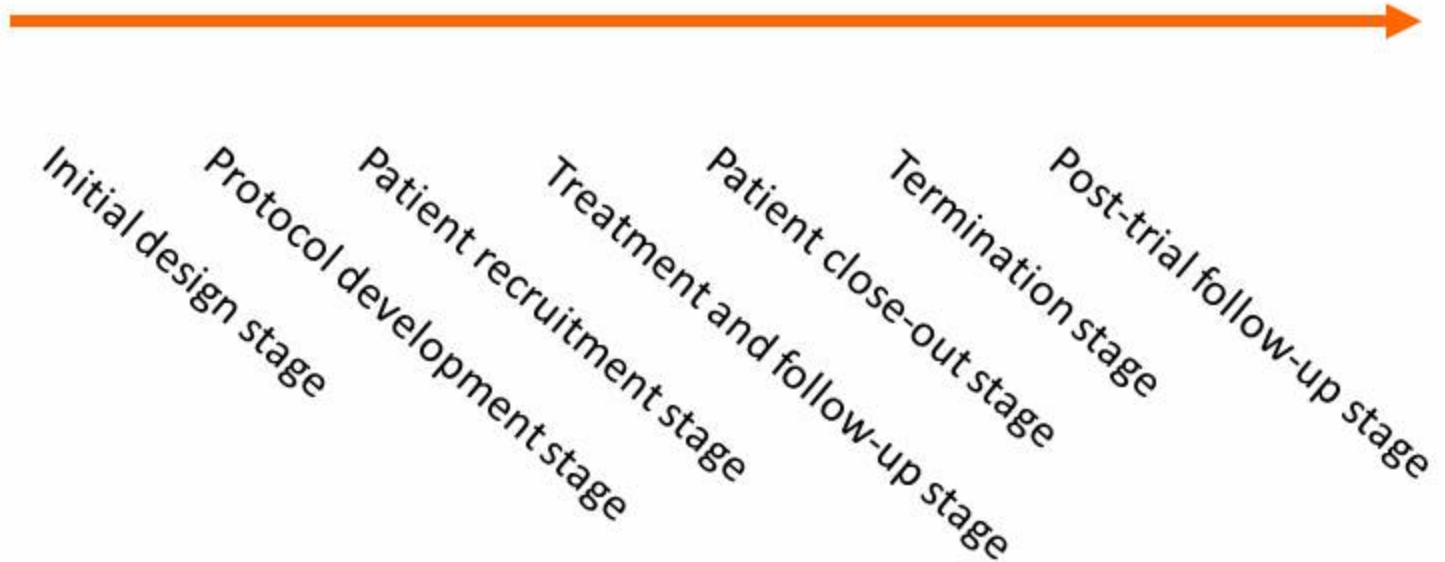 Initial design stage
Protocol development stage
Patient recruitment stage
Treatment and follow-up stage
Patient close-out stage
Termination stage
Post-trial follow-up stage